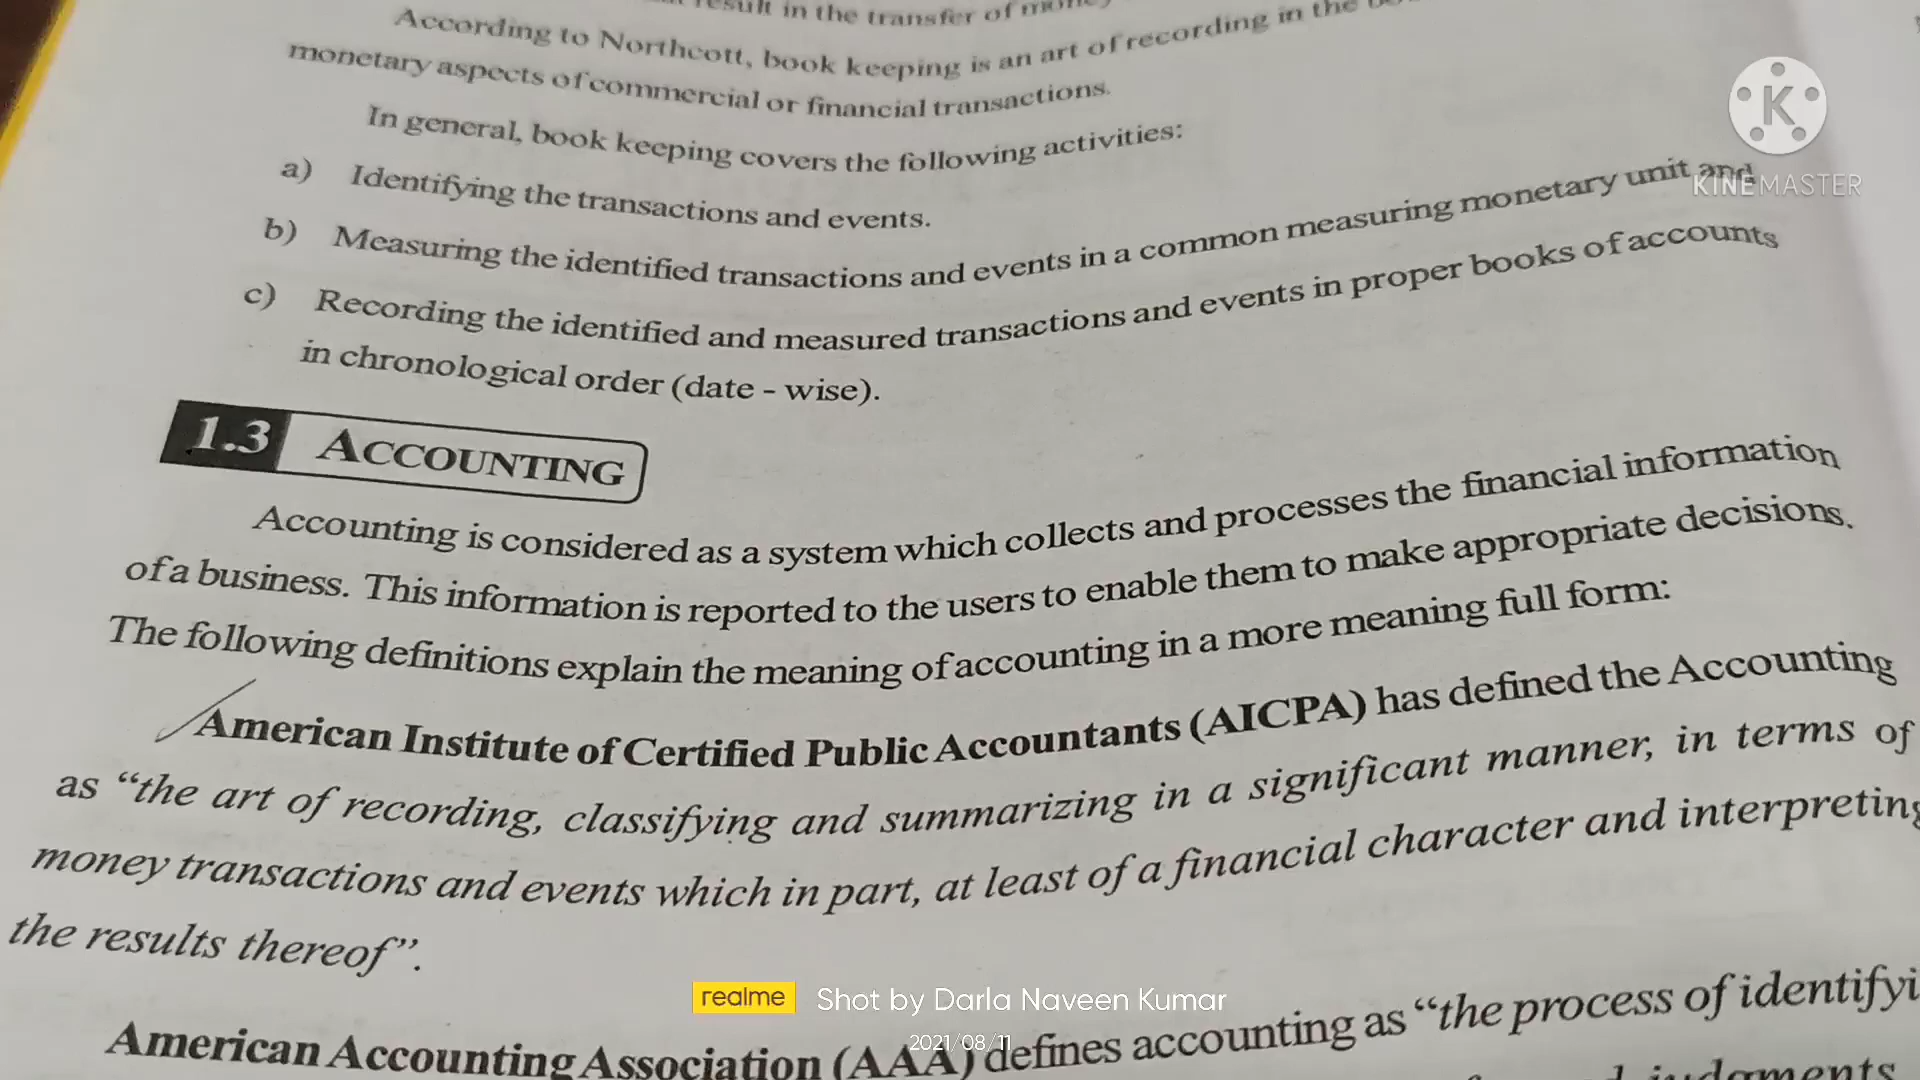 result in the transfer of money
According to Northcott, book keeping is an art of recording in the
monetary aspects of commercial or financial transactions.
In general, book keeping covers the following activities:
a) Identifying the transactions and events.
b) Measuring the identified transactions and events in a common measuring monetary unit and
c) Recording the identified and measured transactions and events in proper books of accounts
in chronological order (date - wise).
1.3 ACCOUNTING
Accounting is considered as a system which collects and processes the financial information
of a business. This information is reported to the users to enable them to make appropriate decisions.
The following definitions explain the meaning of accounting in a more meaning full form:
American Institute of Certified Public Accountants (AICPA) has defined the Accounting
as “the art of recording, classifying and summarizing in a significant manner, in terms of
money transactions and events which in part, at least of a financial character and interpreting
the results thereof”.
American Accounting Association (AAA) defines accounting as “the process of identifyi
judgments
K
KINEMASTER
realme Shot by Darla Naveen Kumar
2021/08/11